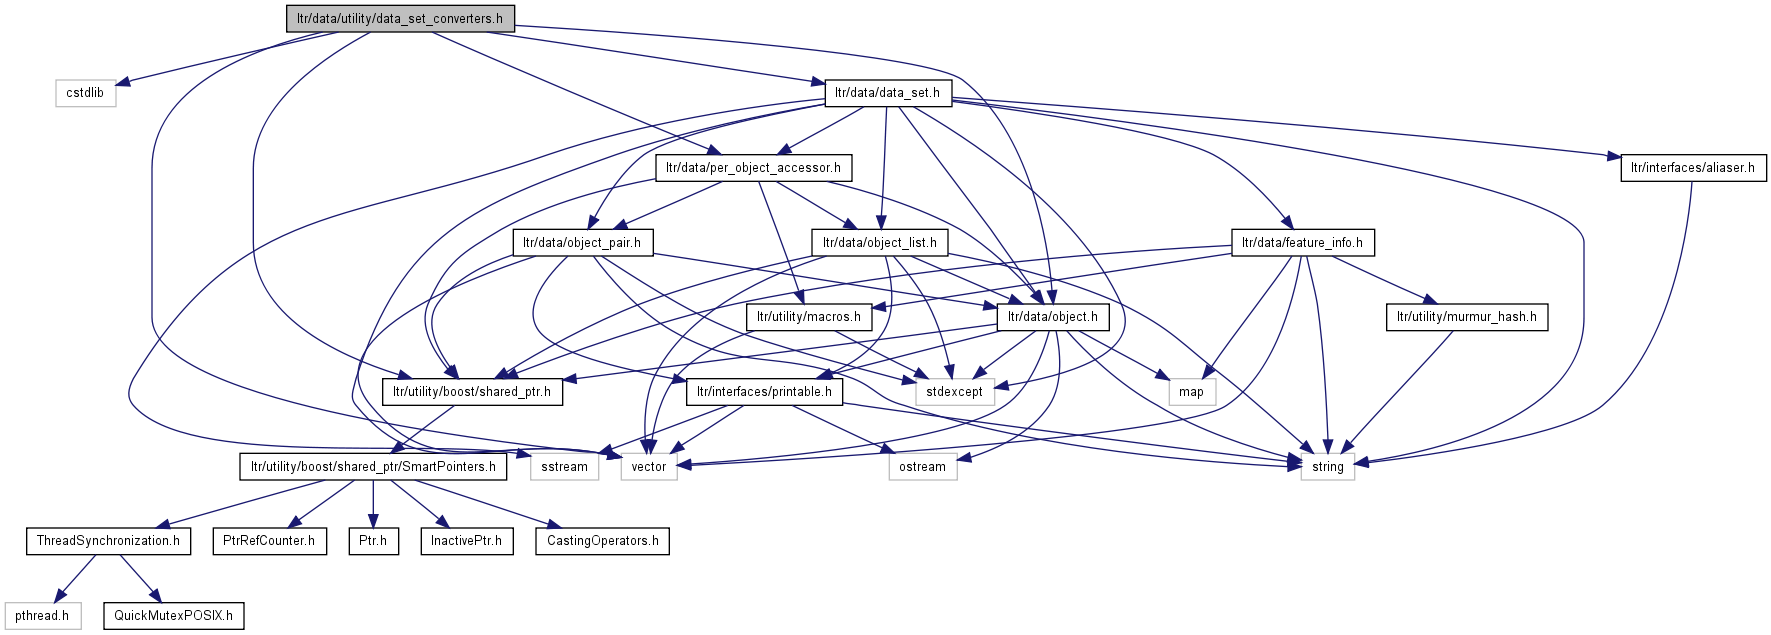 ltr/data/utility/data_set_converters.h
cstdlib
ltr/data/data_set.h
ltr/data/per_object_accessor.h
ltr/interfaces/aliaser.h
ltr/data/object_pair.h
ltr/data/object_list.h
ltr/data/feature_info.h
ltr/utility/macros.h
ltr/data/object.h
ltr/utility/murmur_hash.h
ltr/utility/boost/shared_ptr.h
ltr/interfaces/printable.h
stdexcept
map
ltr/utility/boost/shared_ptr/SmartPointers.h
sstream
vector
ostream
string
ThreadSynchronization.h
PtrRefCounter.h
Ptr.h
InactivePtr.h
CastingOperators.h
pthread.h
QuickMutexPOSIX.h